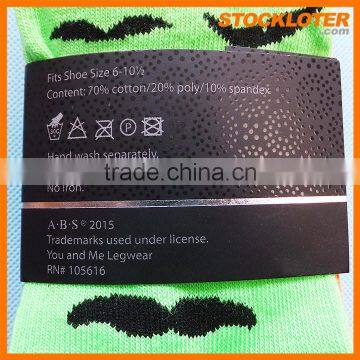 STOCKLOTER
.com
Fits Shoe Size 6-10½
Content: 70% cotton/20% poly/10% spandex
30C
Hand wash separately.
trade.china.cn
No iron.
A·B·S® 2015
Trademarks used under license.
You and Me Legwear
RN# 105616